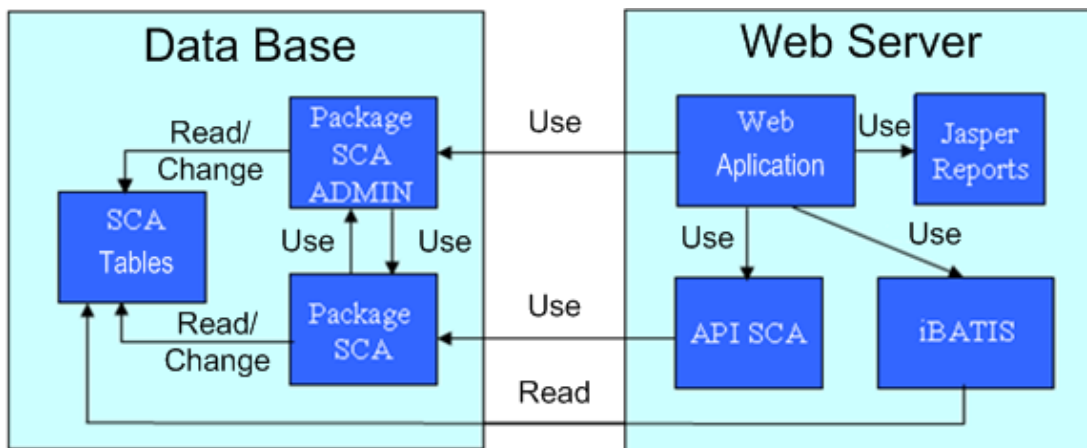 Data Base
Web Server
Package
SCA
ADMIN
Read/
Change
Use
Web
Aplication
Use
Jasper
Reports
SCA
Tables
Use
Use
Use
Use
Package
SCA
Read/
Change
Use
API SCA
iBATIS
Read